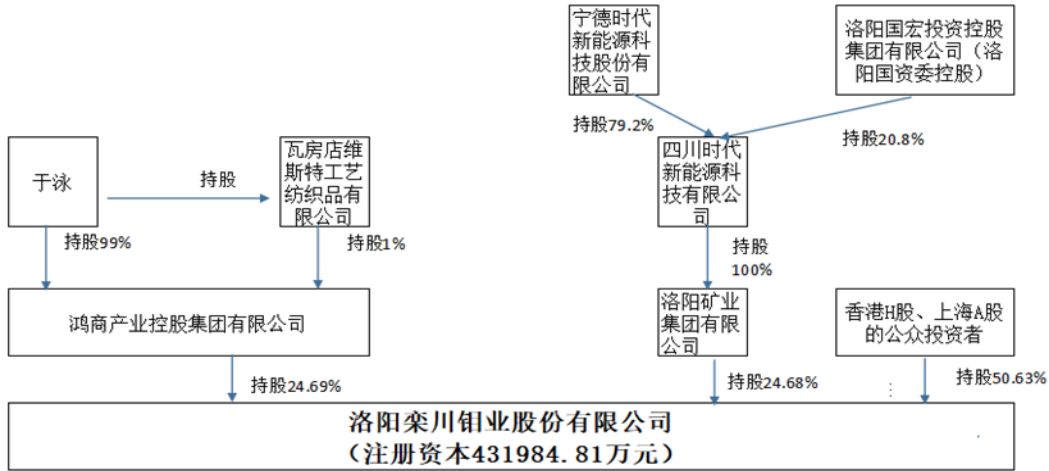 宁德时代
新能源科
技股份有
限公司
洛阳国宏投资控股
集团有限公司（洛
阳国资委控股）
持股79.2%
持股20.8%
于泳
持股
瓦房店维
斯特工艺
纺织品有
限公司
四川时代
新能源科
技有限公
司
持股99%
持股1%
持股
100%
鸿商产业控股集团有限公司
洛阳矿业
集团有限
公司
香港H股、上海A股
的公众投资者
持股24.69%
持股24.68%
持股50.63%
洛阳栾川钼业股份有限公司
（注册资本431984.81万元）